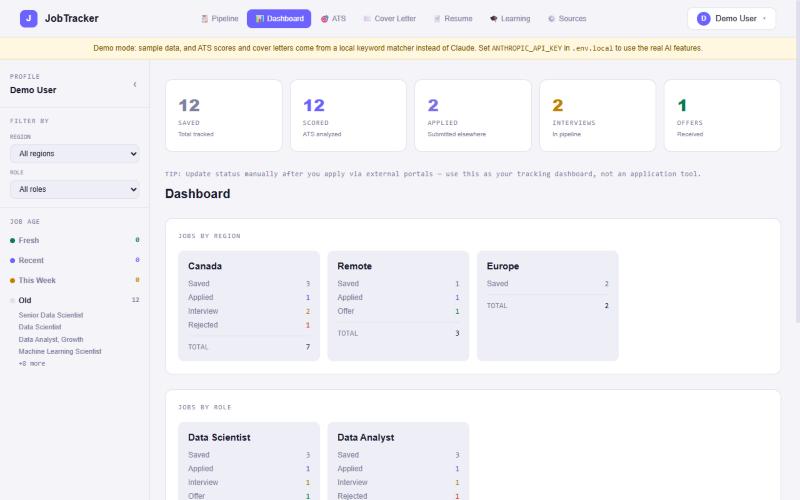 J JobTracker
Pipeline Dashboard ATS Cover Letter Resume Learning Sources
D Demo User
Demo mode: sample data, and ATS scores and cover letters come from a local keyword matcher instead of Claude. Set ANTHROPIC_API_KEY in .env.local to use the real AI features.
PROFILE
Demo User
FILTER BY
REGION
All regions
ROLE
All roles
JOB AGE
Fresh 0
Recent 0
This Week 0
Old 12
Senior Data Scientist
Data Scientist
Data Analyst, Growth
Machine Learning Scientist
+8 more
12
SAVED
Total tracked
12
SCORED
ATS analyzed
2
APPLIED
Submitted elsewhere
2
INTERVIEWS
In pipeline
1
OFFERS
Received
TIP: Update status manually after you apply via external portals — use this as your tracking dashboard, not an application tool.
Dashboard
JOBS BY REGION
Canada
Saved 3
Applied 1
Interview 2
Rejected 1
TOTAL 7
Remote
Saved 1
Applied 1
Offer 1
TOTAL 3
Europe
Saved 2
TOTAL 2
JOBS BY ROLE
Data Scientist
Saved 3
Applied 1
Interview 1
Offer 1
Data Analyst
Saved 3
Applied 1
Interview 1
Rejected 1